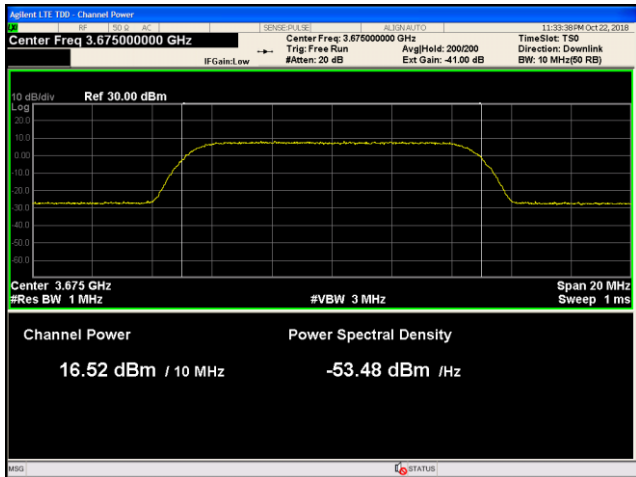 Agilent LTE TDD - Channel Power
RF 50 Ω AC SENSE:PULSE ALIGN AUTO 11:33:38 PM Oct 22, 2018
Center Freq 3.675000000 GHz Center Freq: 3.675000000 GHz TimeSlot: TS0
Trig: Free Run Avg|Hold: 200/200 Direction: Downlink
IFGain:Low #Atten: 20 dB Ext Gain: -41.00 dB BW: 10 MHz(50 RB)
10 dB/div Ref 30.00 dBm
Log
20.0
10.0
0.00
-10.0
-20.0
-30.0
-40.0
-50.0
-60.0
Center 3.675 GHz Span 20 MHz
#Res BW 1 MHz #VBW 3 MHz Sweep 1 ms
Channel Power Power Spectral Density
16.52 dBm / 10 MHz -53.48 dBm /Hz
MSG STATUS